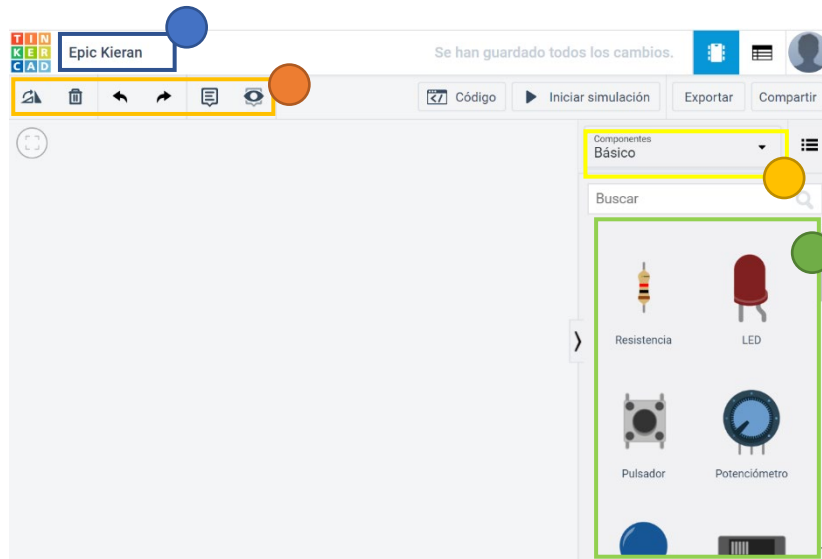 TIN
KER
CAD
Epic Kieran
Se han guardado todos los cambios.
Código
Iniciar simulación
Exportar
Compartir
Componentes
Básico
Buscar
Resistencia
LED
Pulsador
Potenciómetro